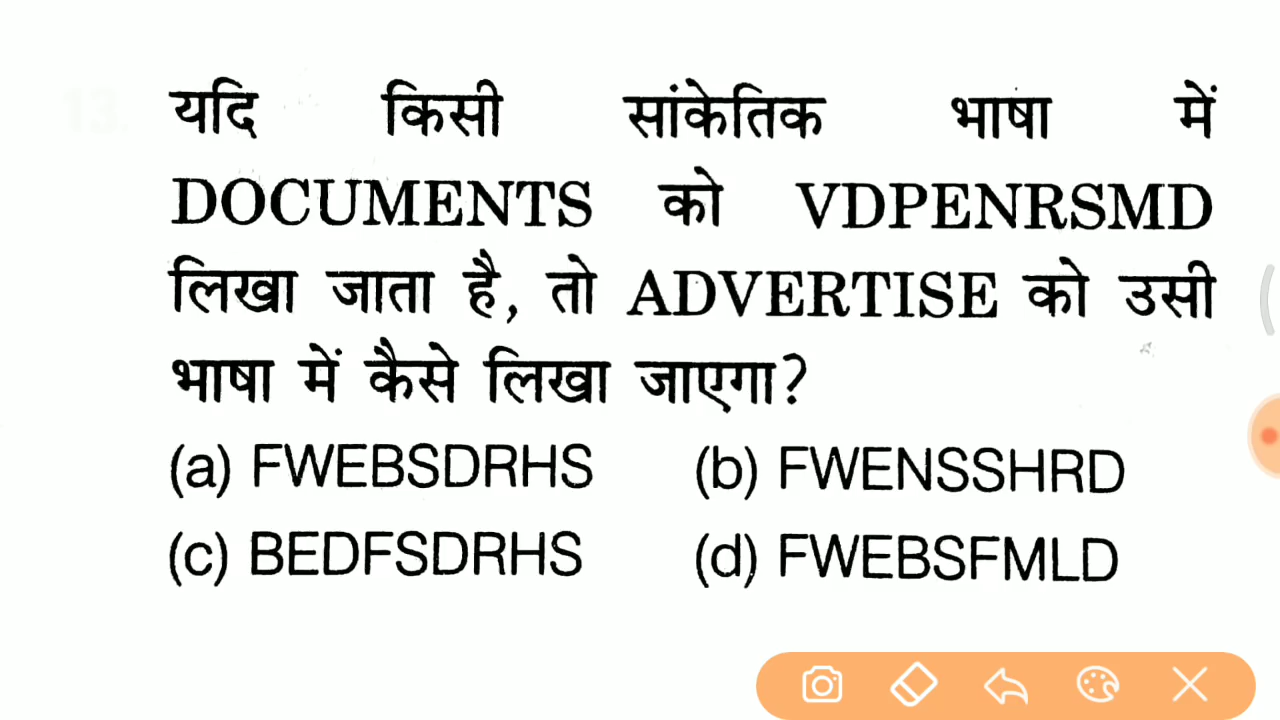 यदि किसी सांकेतिक भाषा में
DOCUMENTS को VDPENRSMD
लिखा जाता है, तो ADVERTISE को उसी
भाषा में कैसे लिखा जाएगा?
(a) FWEBSDRHS (b) FWENSSHRD
(c) BEDFSDRHS (d) FWEBSFMLD